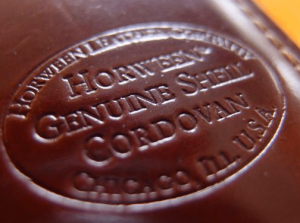 HORWEEN LEATHER COMPANY
HORWEEN
GENUINE SHELL
CORDOVAN
CHICAGO, ILL. U.S.A.